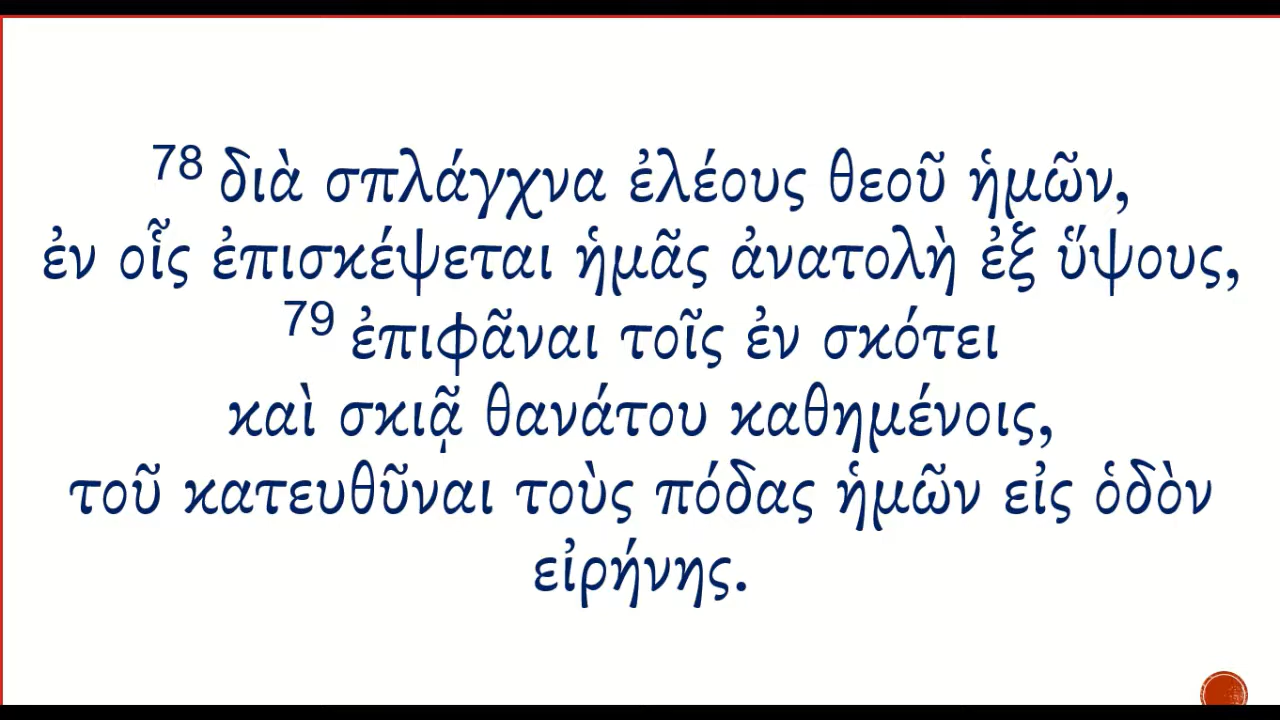 78 διὰ σπλάγχνα ἐλέους θεοῦ ἡμῶν,
ἐν οἷς ἐπισκέψεται ἡμᾶς ἀνατολὴ ἐξ ὕψους,
79 ἐπιφᾶναι τοῖς ἐν σκότει
καὶ σκιᾷ θανάτου καθημένοις,
τοῦ κατευθῦναι τοὺς πόδας ἡμῶν εἰς ὁδὸν
εἰρήνης.